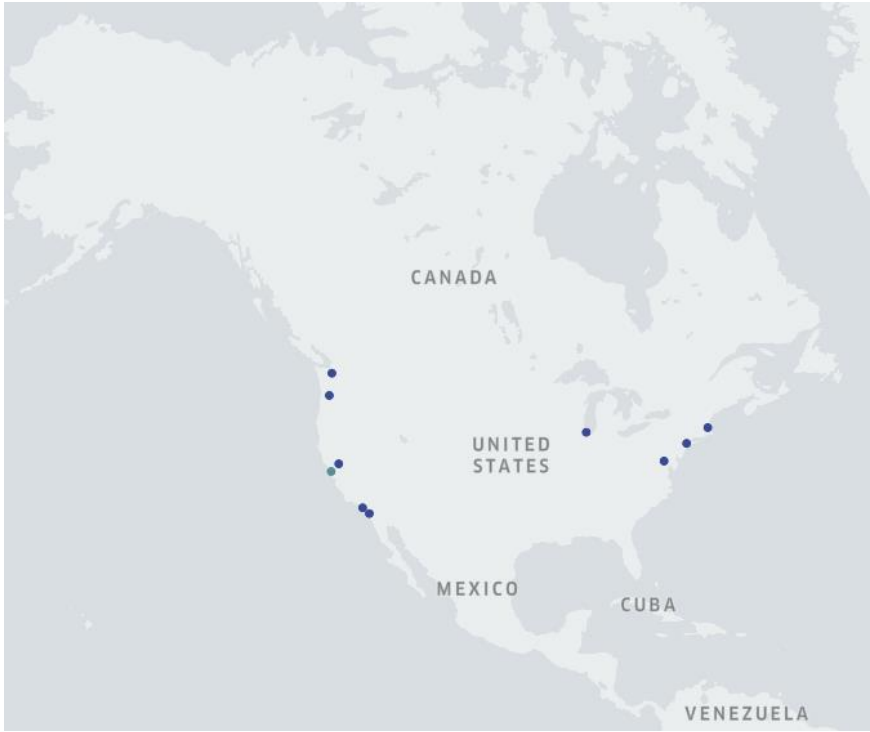 CANADA
UNITED
STATES
MEXICO
CUBA
VENEZUELA